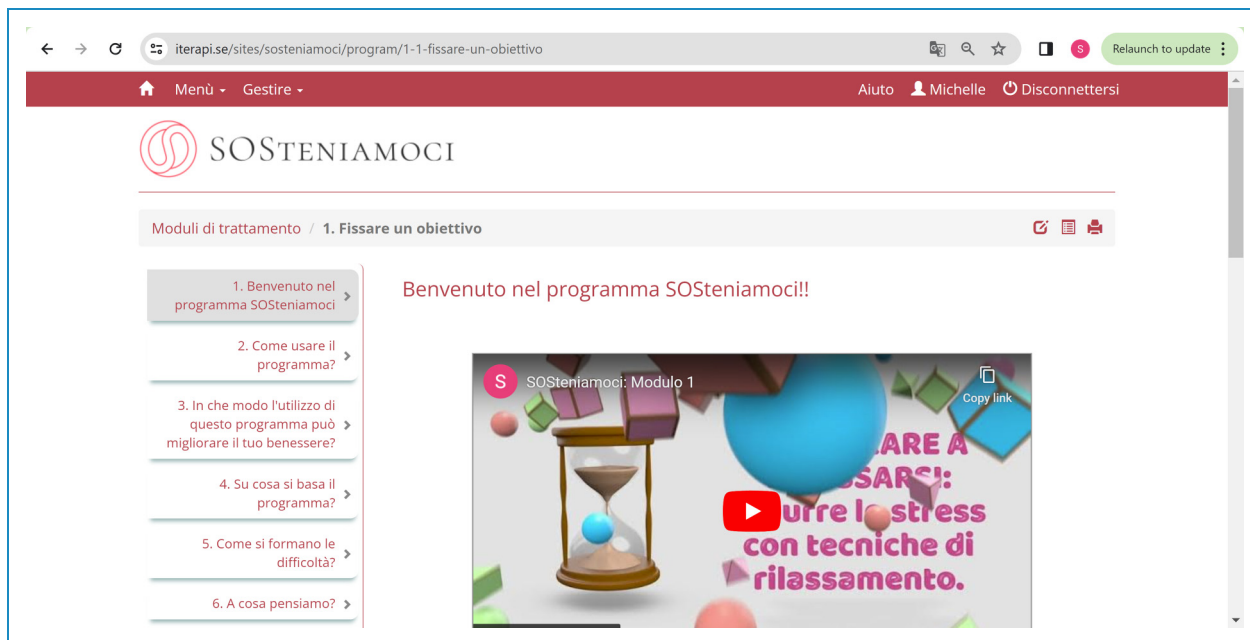 iterapi.se/sites/sosteniamoci/program/1-1-fissare-un-obiettivo
S
Relaunch to update
Menù
Gestire
Aiuto
Michelle
Disconnettersi
SOSTENIAMOCI
Moduli di trattamento / 1. Fissare un obiettivo
1. Benvenuto nel
programma SOSteniamoci
2. Come usare il
programma?
3. In che modo l'utilizzo di
questo programma può
migliorare il tuo benessere?
4. Su cosa si basa il
programma?
5. Come si formano le
difficoltà?
6. A cosa pensiamo?
Benvenuto nel programma SOSteniamoci!!
S
SOSteniamoci: Modulo 1
Copy link
A
stress
con tecniche di
rilassamento.